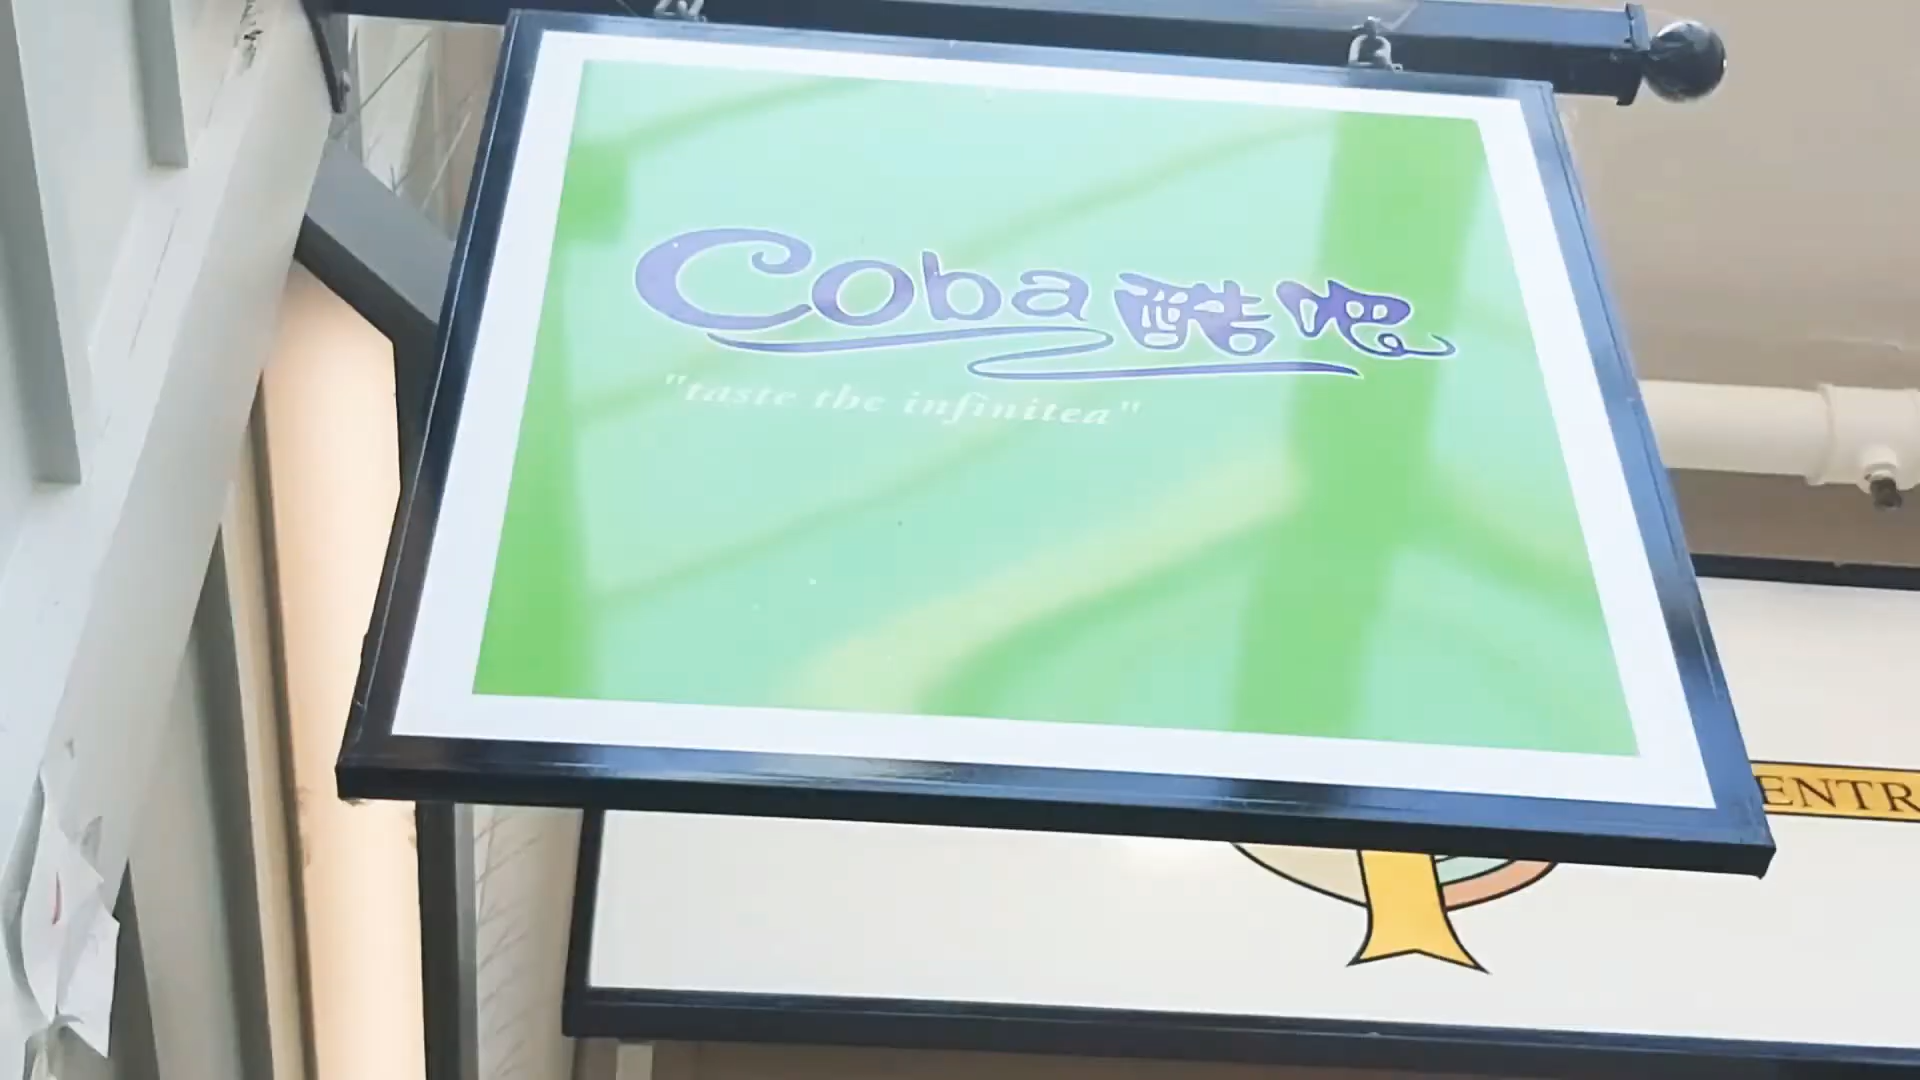 Coba 酷吧
"taste the infinitea"
ENTR